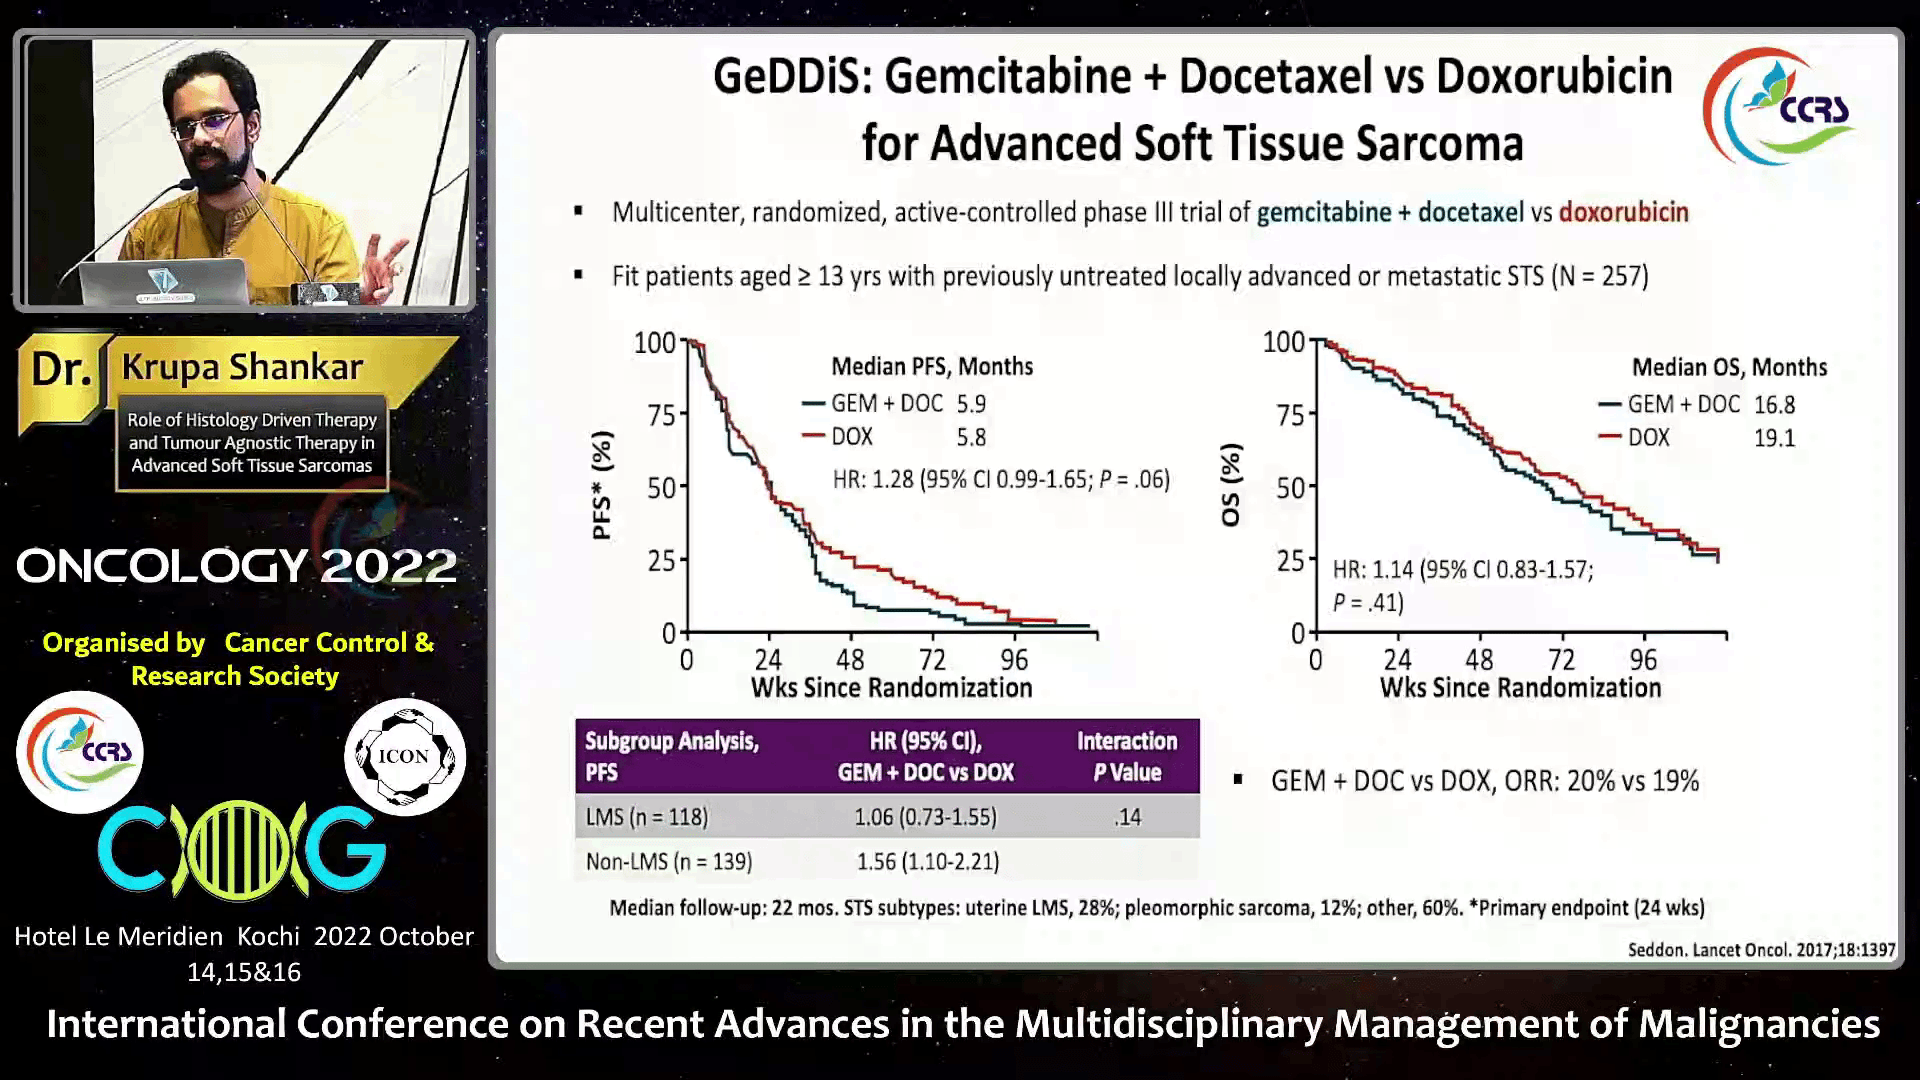 GeDDiS: Gemcitabine + Docetaxel vs Doxorubicin
for Advanced Soft Tissue Sarcoma
CCRS
▪ Multicenter, randomized, active-controlled phase III trial of gemcitabine + docetaxel vs doxorubicin
▪ Fit patients aged ≥ 13 yrs with previously untreated locally advanced or metastatic STS (N = 257)
PFS* (%)
100
75
50
25
0
0 24 48 72 96
Wks Since Randomization
Median PFS, Months
GEM + DOC 5.9
DOX 5.8
HR: 1.28 (95% CI 0.99-1.65; P = .06)
OS (%)
100
75
50
25
0
0 24 48 72 96
Wks Since Randomization
Median OS, Months
GEM + DOC 16.8
DOX 19.1
HR: 1.14 (95% CI 0.83-1.57;
P = .41)
Subgroup Analysis, HR (95% CI), Interaction
PFS GEM + DOC vs DOX P Value
LMS (n = 118) 1.06 (0.73-1.55) .14
Non-LMS (n = 139) 1.56 (1.10-2.21)
▪ GEM + DOC vs DOX, ORR: 20% vs 19%
Median follow-up: 22 mos. STS subtypes: uterine LMS, 28%; pleomorphic sarcoma, 12%; other, 60%. *Primary endpoint (24 wks)
Seddon. Lancet Oncol. 2017;18:1397
Dr. Krupa Shankar
Role of Histology Driven Therapy
and Tumour Agnostic Therapy in
Advanced Soft Tissue Sarcomas
ONCOLOGY 2022
Organised by Cancer Control &
Research Society
CCRS
ICON
Hotel Le Meridien Kochi 2022 October
14,15&16
International Conference on Recent Advances in the Multidisciplinary Management of Malignancies